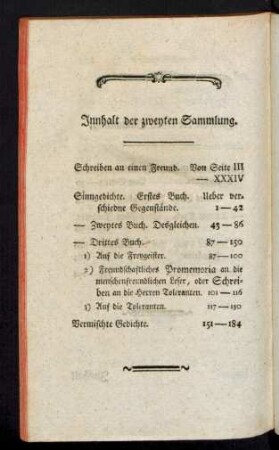 Innhalt der zweyten Sammlung.
Schreiben an einen Freund. Von Seite III
— XXXIV
Sinngedichte. Erstes Buch. Ueber ver-
schiedne Gegenstände. 1—42
— Zweytes Buch. Desgleichen. 43—86
— Drittes Buch. 87—150
1) Auf die Freygeister. 87—100
2) Freundschaftliches Promemoria an die
menschenfreundlichen Leser, oder Schrei-
ben an die Herren Toleranten. 101—116
3) Auf die Toleranten. 117—150
Vermischte Gedichte. 151—184